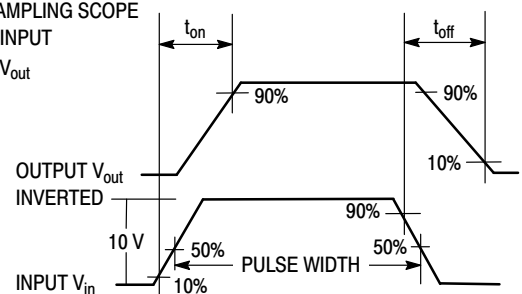 AMPLING SCOPE
INPUT
Vout
ton
toff
90%
90%
10%
OUTPUT Vout
INVERTED
90%
10 V
50%
PULSE WIDTH
50%
INPUT Vin
10%